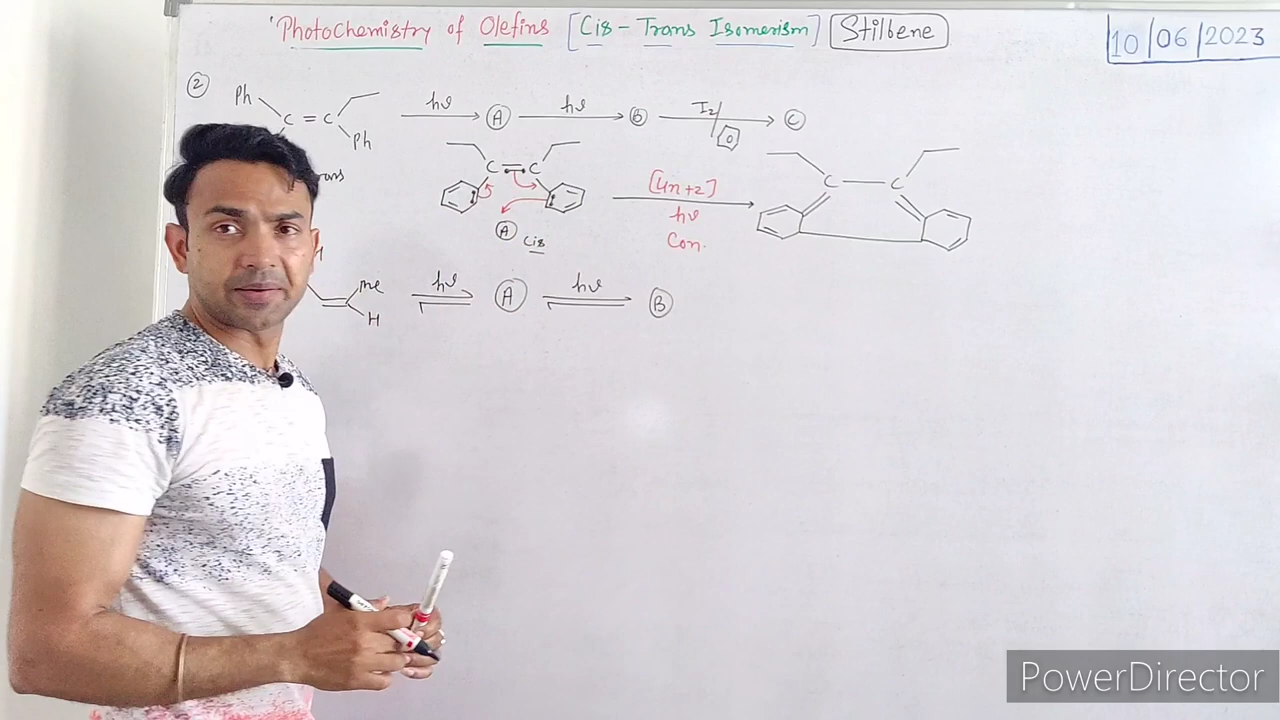 PhotoChemistry of Olefins [Cis - Trans Isomerism] Stilbene
10/06/2023
②
Ph C = C Ph
hν Ⓐ hν Ⓑ I2/ Ⓒ
C = C
Ⓐ Cis
[4n+2]
hν
Con.
C C
H
Me
H
hν Ⓐ hν Ⓑ
PowerDirector